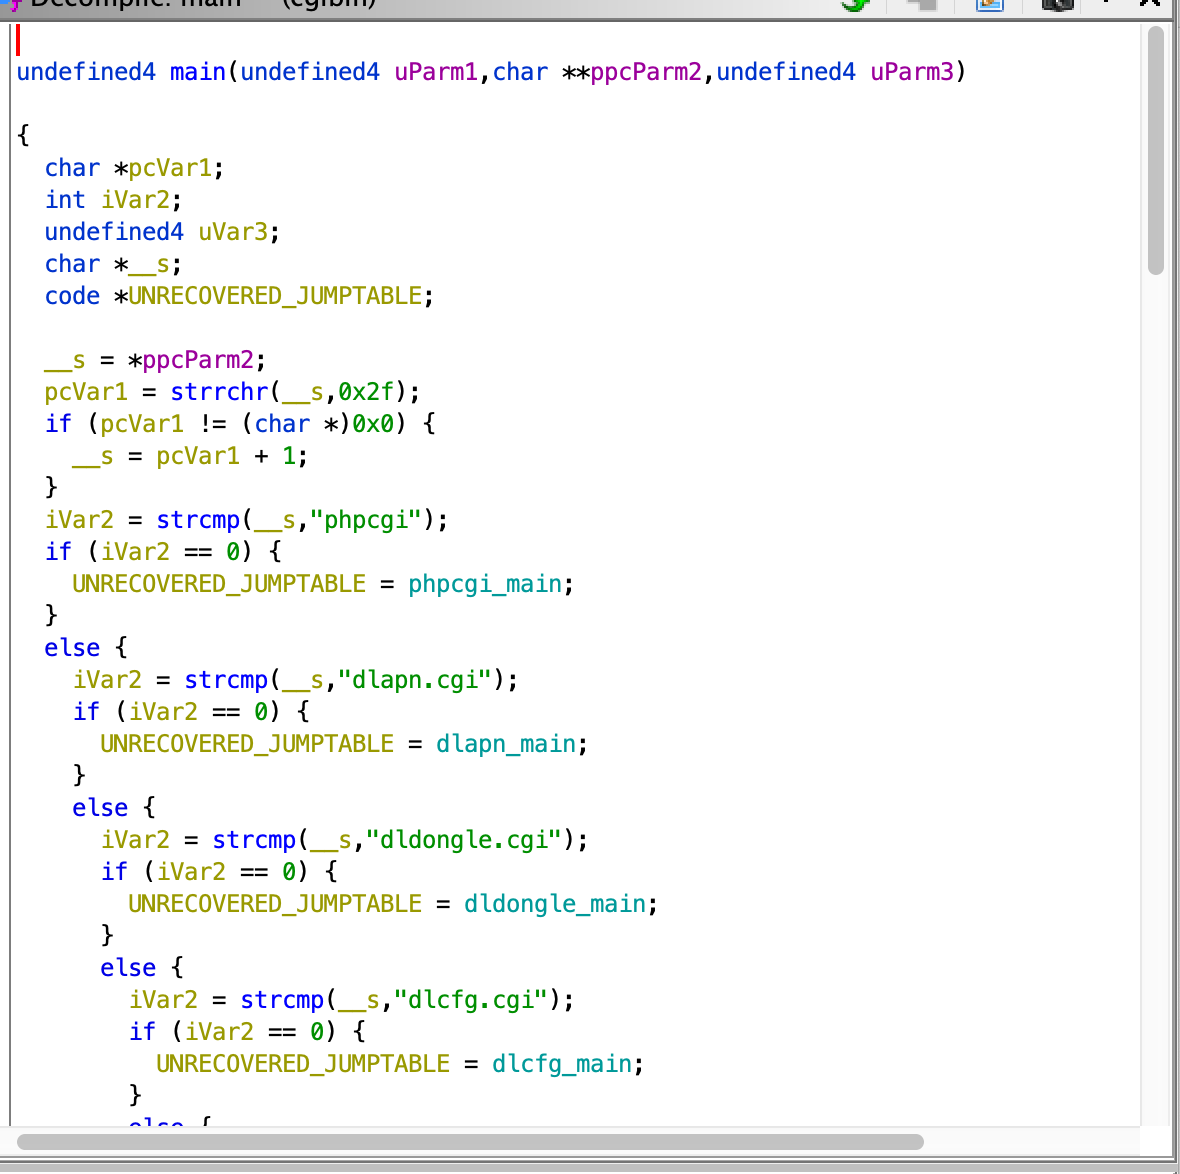 Decompile: main - (cgibin)
undefined4 main(undefined4 uParm1,char **ppcParm2,undefined4 uParm3)
{
char *pcVar1;
int iVar2;
undefined4 uVar3;
char *__s;
code *UNRECOVERED_JUMPTABLE;
__s = *ppcParm2;
pcVar1 = strrchr(__s,0x2f);
if (pcVar1 != (char *)0x0) {
__s = pcVar1 + 1;
}
iVar2 = strcmp(__s,"phpcgi");
if (iVar2 == 0) {
UNRECOVERED_JUMPTABLE = phpcgi_main;
}
else {
iVar2 = strcmp(__s,"dlapn.cgi");
if (iVar2 == 0) {
UNRECOVERED_JUMPTABLE = dlapn_main;
}
else {
iVar2 = strcmp(__s,"dldongle.cgi");
if (iVar2 == 0) {
UNRECOVERED_JUMPTABLE = dldongle_main;
}
else {
iVar2 = strcmp(__s,"dlcfg.cgi");
if (iVar2 == 0) {
UNRECOVERED_JUMPTABLE = dlcfg_main;
}
else {